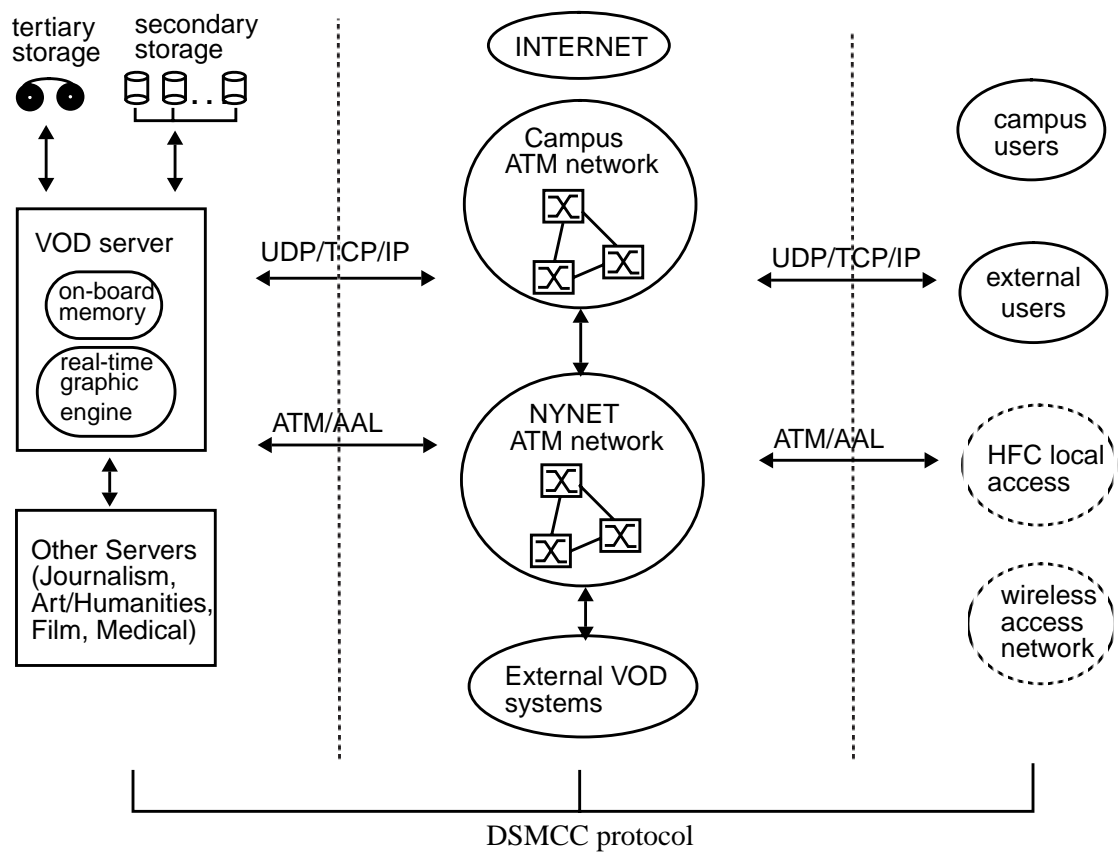 tertiary
storage
secondary
storage
VOD server
on-board
memory
real-time
graphic
engine
Other Servers
(Journalism,
Art/Humanities,
Film, Medical)
UDP/TCP/IP
ATM/AAL
INTERNET
Campus
ATM network
NYNET
ATM network
External VOD
systems
UDP/TCP/IP
ATM/AAL
campus
users
external
users
HFC local
access
wireless
access
network
DSMCC protocol